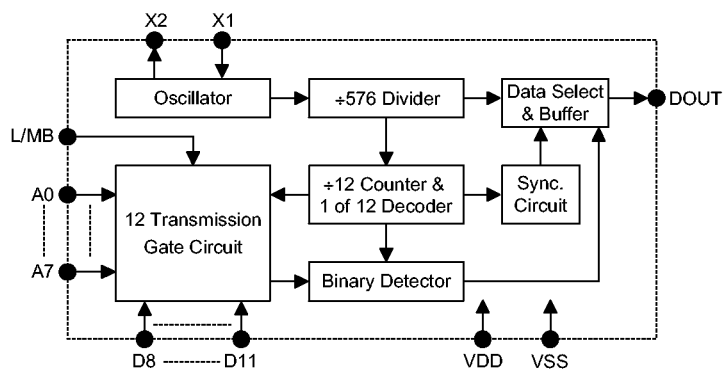 X2
X1
Oscillator
÷576 Divider
Data Select
& Buffer
DOUT
L/MB
A0
12 Transmission
Gate Circuit
÷12 Counter &
1 of 12 Decoder
Sync.
Circuit
A7
Binary Detector
D8
D11
VDD
VSS